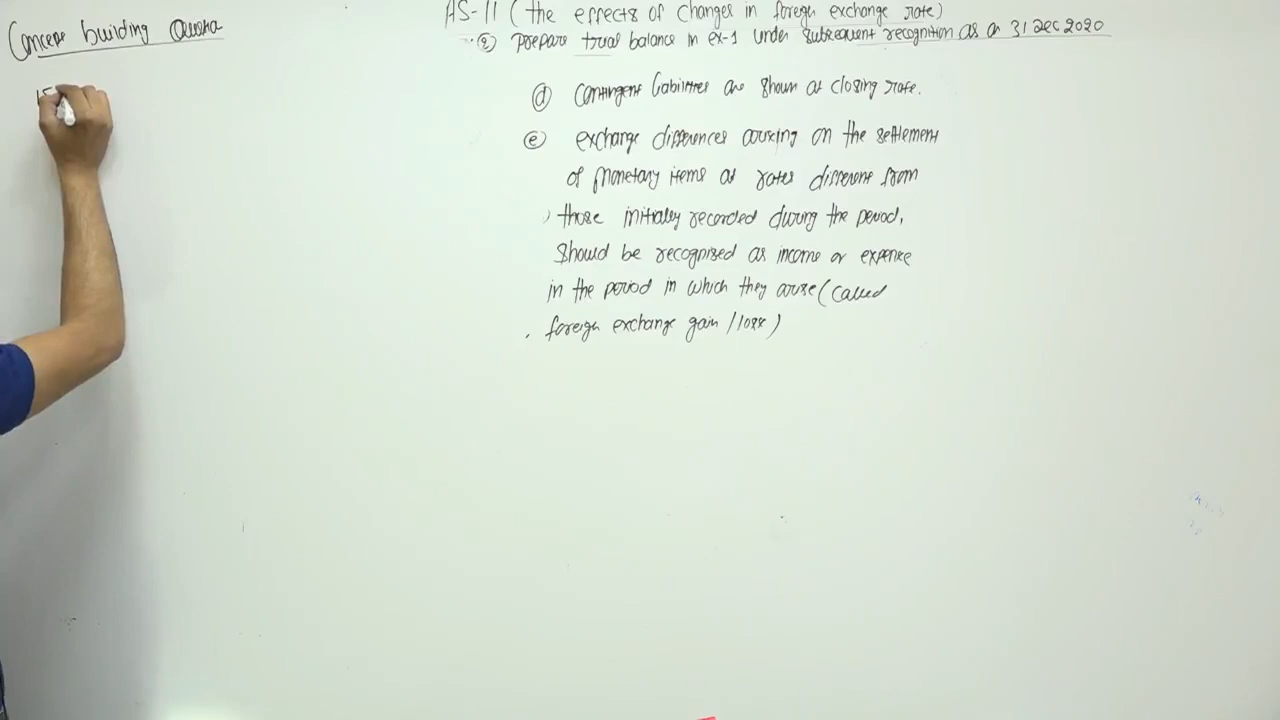 Concept building Question
15
AS-11 (the effects of changes in foreign exchange rate)
Q) prepare trial balance in ex-1 under subsequent recognition as on 31 Dec 2020
(d) contingent liabilities are shown at closing rate.
(e) exchange differences arising on the settlement
of monetary items at rates different from
those initially recorded during the period,
should be recognised as income or expense
in the period in which they arose (called
foreign exchange gain / loss)